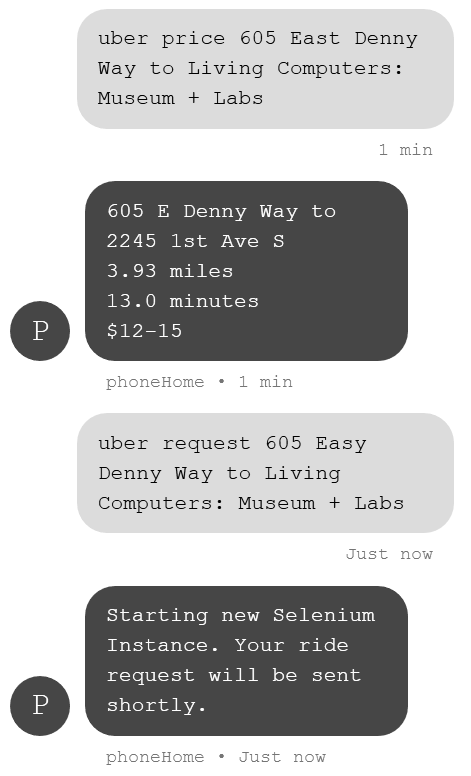 uber price 605 East Denny
Way to Living Computers:
Museum + Labs
1 min
605 E Denny Way to
2245 1st Ave S
3.93 miles
13.0 minutes
$12-15
P
phoneHome • 1 min
uber request 605 Easy
Denny Way to Living
Computers: Museum + Labs
Just now
Starting new Selenium
Instance. Your ride
request will be sent
shortly.
P
phoneHome • Just now